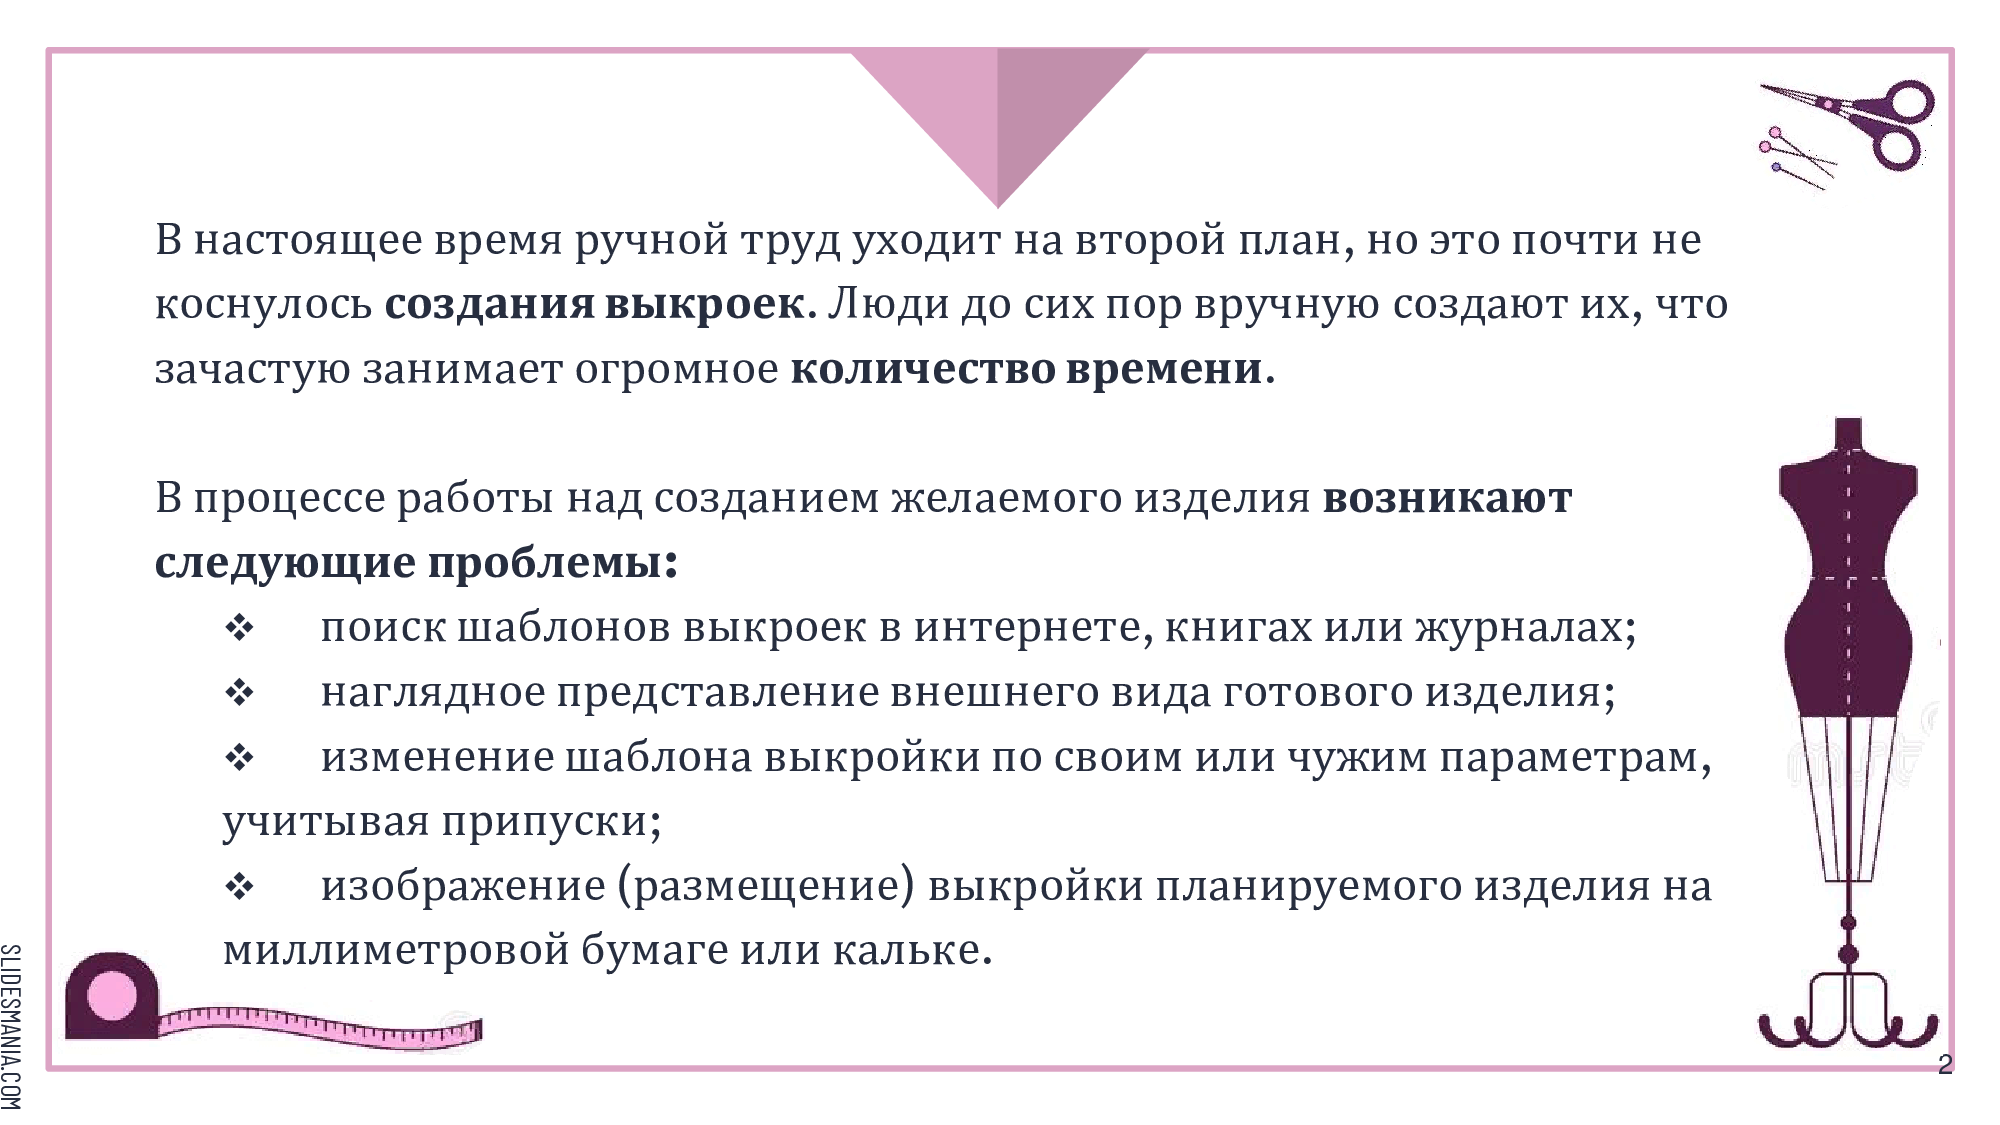 В настоящее время ручной труд уходит на второй план, но это почти не
коснулось создания выкроек. Люди до сих пор вручную создают их, что
зачастую занимает огромное количество времени.
В процессе работы над созданием желаемого изделия возникают
следующие проблемы:
❖ поиск шаблонов выкроек в интернете, книгах или журналах;
❖ наглядное представление внешнего вида готового изделия;
❖ изменение шаблона выкройки по своим или чужим параметрам,
учитывая припуски;
❖ изображение (размещение) выкройки планируемого изделия на
миллиметровой бумаге или кальке.
SLIDESMANIA.COM
2